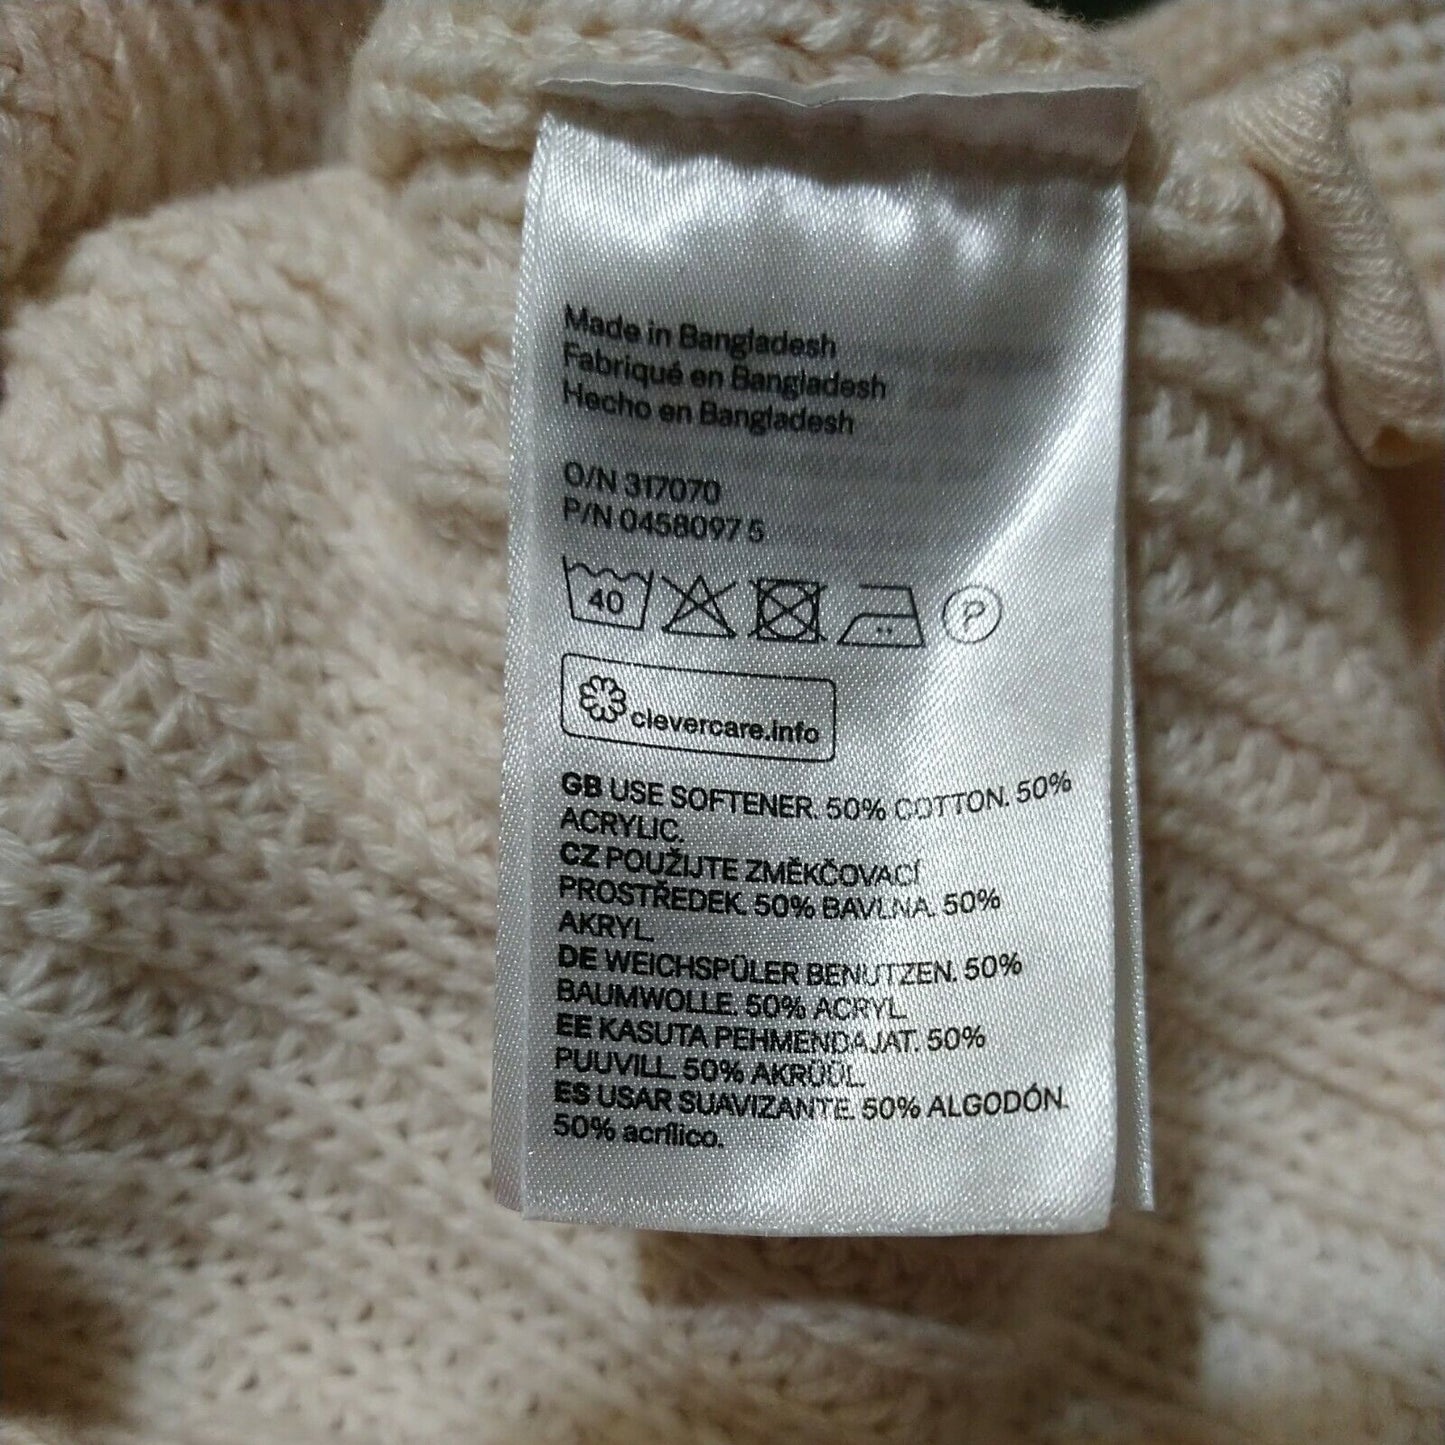 Made in Bangladesh
Fabriqué en Bangladesh
Hecho en Bangladesh
O/N 317070
P/N 0458097 5
40
P
clevercare.info
GB USE SOFTENER. 50% COTTON. 50%
ACRYLIC.
CZ POUŽIJTE ZMĚKČOVACÍ
PROSTŘEDEK. 50% BAVLNA. 50%
AKRYL.
DE WEICHSPÜLER BENUTZEN. 50%
BAUMWOLLE. 50% ACRYL.
EE KASUTA PEHMENDAJAT. 50%
PUUVILL. 50% AKRÜÜL.
ES USAR SUAVIZANTE. 50% ALGODÓN.
50% acrílico.